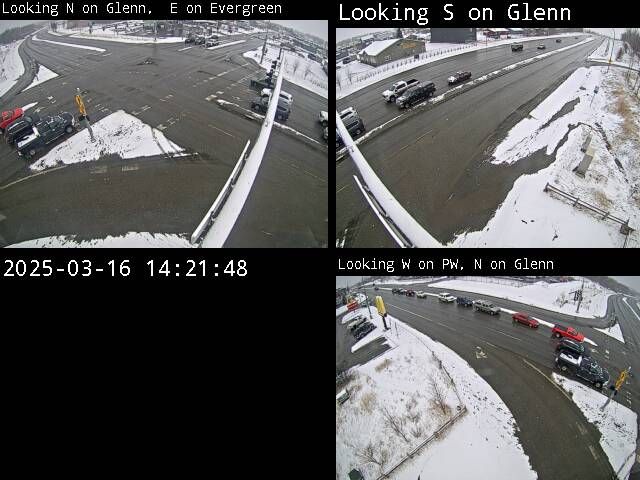 Looking N on Glenn,  E on Evergreen
Looking S on Glenn
2025-03-16 14:21:48
Looking W on PW, N on Glenn